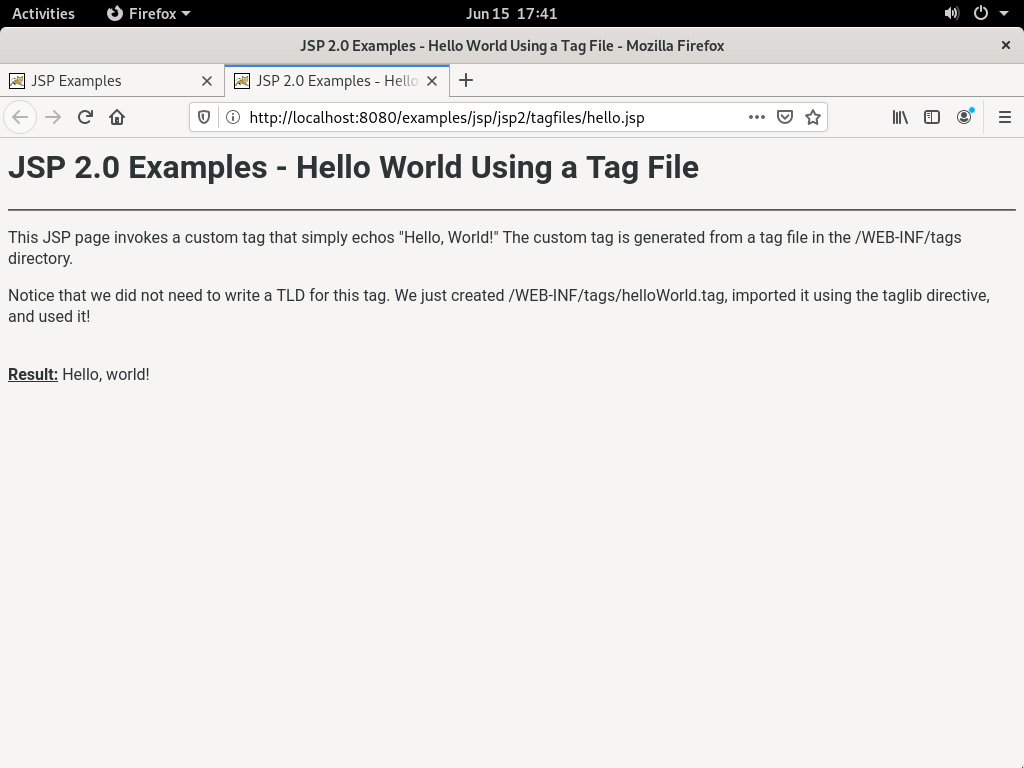 Activities Firefox Jun 15 17:41
JSP 2.0 Examples - Hello World Using a Tag File - Mozilla Firefox
JSP Examples JSP 2.0 Examples - Hello
http://localhost:8080/examples/jsp/jsp2/tagfiles/hello.jsp
JSP 2.0 Examples - Hello World Using a Tag File
This JSP page invokes a custom tag that simply echos "Hello, World!" The custom tag is generated from a tag file in the /WEB-INF/tags
directory.
Notice that we did not need to write a TLD for this tag. We just created /WEB-INF/tags/helloWorld.tag, imported it using the taglib directive,
and used it!
Result: Hello, world!